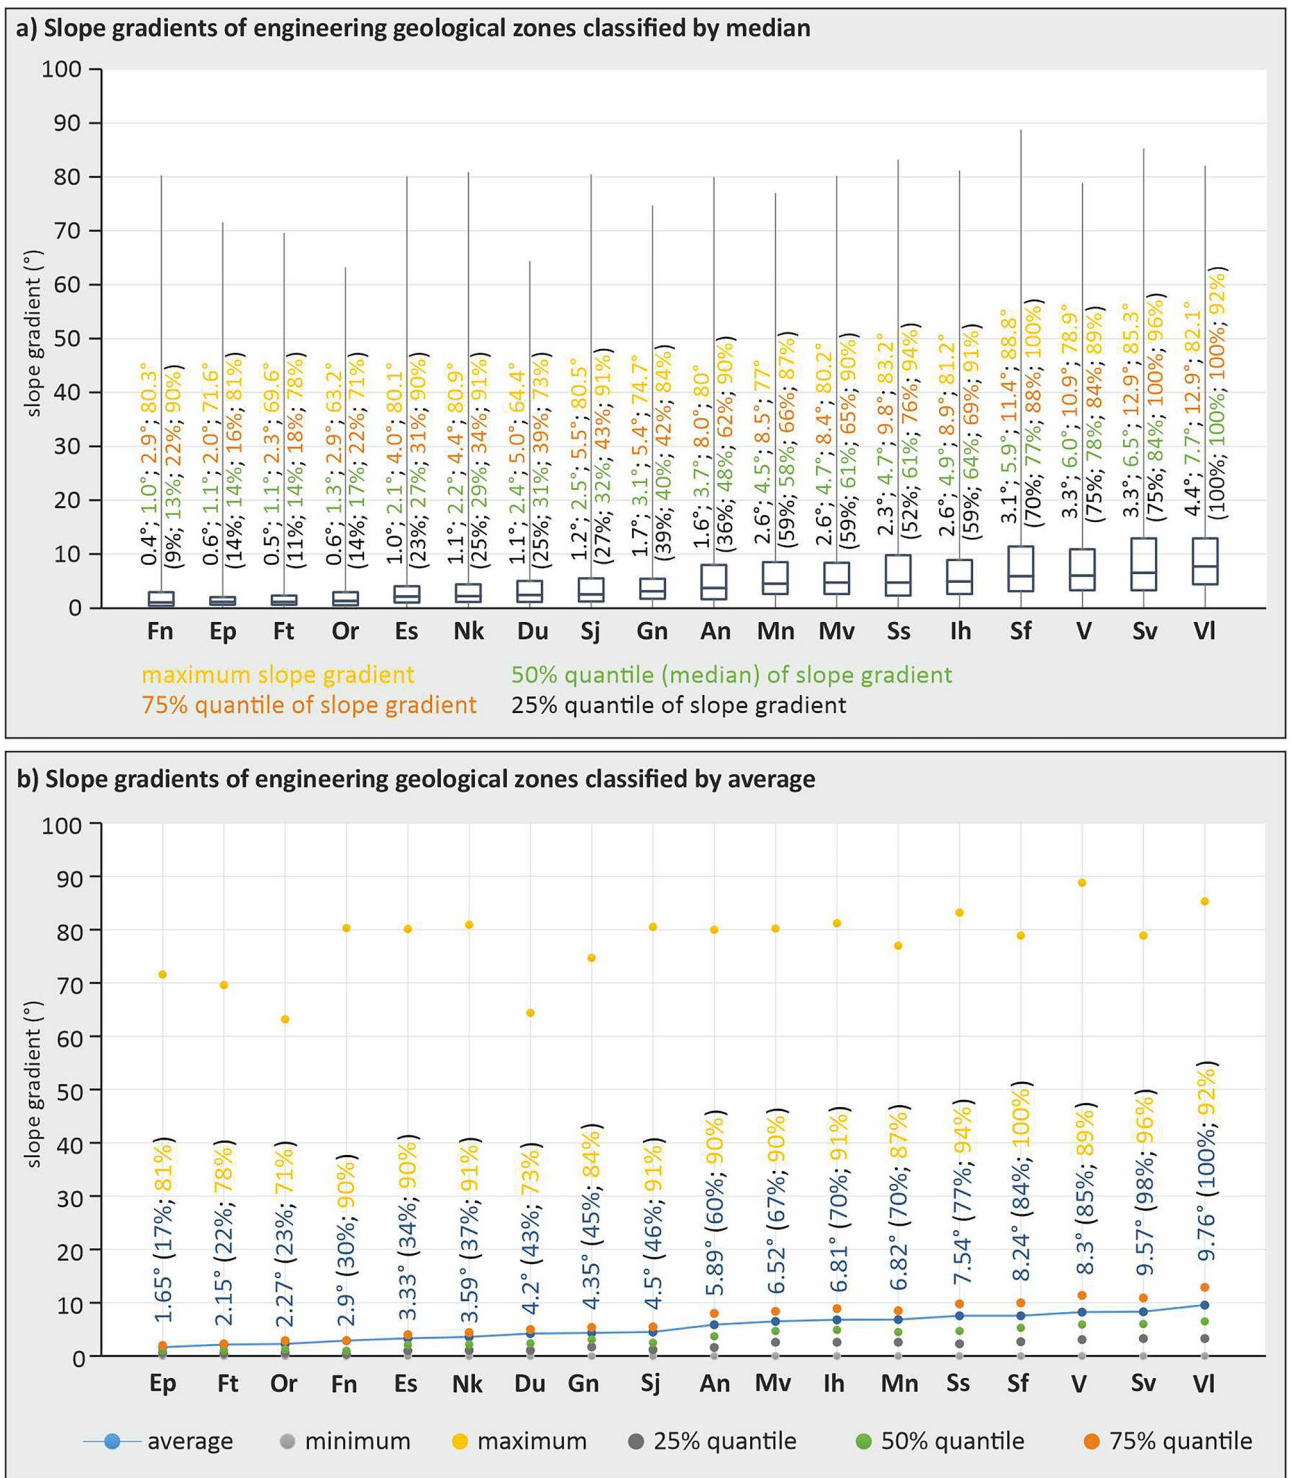 a) Slope gradients of engineering geological zones classified by median
slope gradient (°)
100
90
80
70
60
50
40
30
20
10
0
0.4°; 1.0°; 2.9°; 80.3°
(9%; 13%; 22%; 90%)
0.6°; 1.1°; 2.0°; 71.6°
(14%; 14%; 16%; 81%)
0.5°; 1.1°; 2.3°; 69.6°
(11%; 14%; 18%; 78%)
0.6°; 1.3°; 2.9°; 63.2°
(14%; 17%; 22%; 71%)
1.0°; 2.1°; 4.0°; 80.1°
(23%; 27%; 31%; 90%)
1.1°; 2.2°; 4.4°; 80.9°
(25%; 29%; 34%; 91%)
1.1°; 2.4°; 5.0°; 64.4°
(25%; 31%; 39%; 73%)
1.2°; 2.5°; 5.5°; 80.5°
(27%; 32%; 43%; 91%)
1.7°; 3.1°; 5.4°; 74.7°
(39%; 40%; 42%; 84%)
1.6°; 3.7°; 8.0°; 80°
(36%; 48%; 62%; 90%)
2.6°; 4.5°; 8.5°; 77°
(59%; 58%; 66%; 87%)
2.6°; 4.7°; 8.4°; 80.2°
(59%; 61%; 65%; 90%)
2.3°; 4.7°; 9.8°; 83.2°
(52%; 61%; 76%; 94%)
2.6°; 4.9°; 8.9°; 81.2°
(59%; 64%; 69%; 91%)
3.1°; 5.9°; 11.4°; 88.8°
(70%; 77%; 88%; 100%)
3.3°; 6.0°; 10.9°; 78.9°
(75%; 78%; 84%; 89%)
3.3°; 6.5°; 12.9°; 85.3°
(75%; 84%; 100%; 96%)
4.4°; 7.7°; 12.9°; 82.1°
(100%; 100%; 100%; 92%)
Fn Ep Ft Or Es Nk Du Sj Gn An Mn Mv Ss Ih Sf V Sv Vl
maximum slope gradient 50% quantile (median) of slope gradient
75% quantile of slope gradient 25% quantile of slope gradient
b) Slope gradients of engineering geological zones classified by average
slope gradient (°)
100
90
80
70
60
50
40
30
20
10
0
1.65° (17%; 81%)
2.15° (22%; 78%)
2.27° (23%; 71%)
2.9° (30%; 90%)
3.33° (34%; 90%)
3.59° (37%; 91%)
4.2° (43%; 73%)
4.35° (45%; 84%)
4.5° (46%; 91%)
5.89° (60%; 90%)
6.52° (67%; 90%)
6.81° (70%; 91%)
6.82° (70%; 87%)
7.54° (77%; 94%)
8.24° (84%; 100%)
8.3° (85%; 89%)
9.57° (98%; 96%)
9.76° (100%; 92%)
Ep Ft Or Fn Es Nk Du Gn Sj An Mv Ih Mn Ss Sf V Sv Vl
average minimum maximum 25% quantile 50% quantile 75% quantile